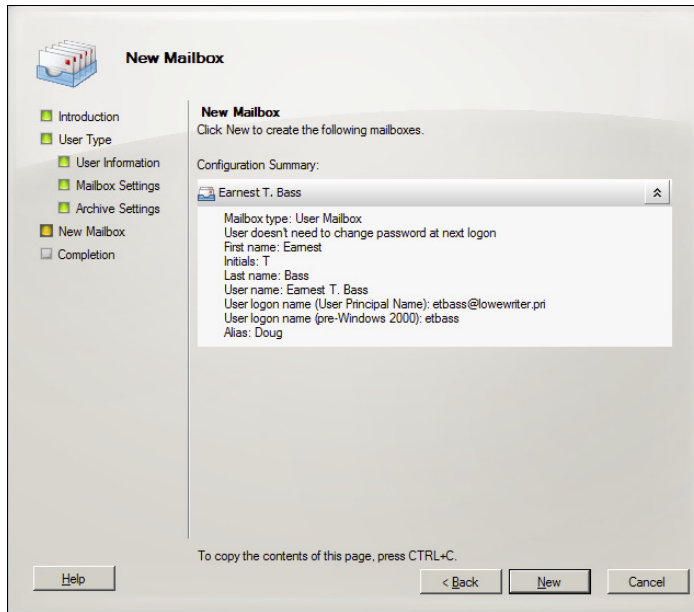 New Mailbox
Introduction
User Type
User Information
Mailbox Settings
Archive Settings
New Mailbox
Completion
New Mailbox
Click New to create the following mailboxes.
Configuration Summary:
Earnest T. Bass
Mailbox type: User Mailbox
User doesn't need to change password at next logon
First name: Earnest
Initials: T
Last name: Bass
User name: Earnest T. Bass
User logon name (User Principal Name): etbass@lowewriter.pri
User logon name (pre-Windows 2000): etbass
Alias: Doug
To copy the contents of this page, press CTRL+C.
Help
< Back
New
Cancel